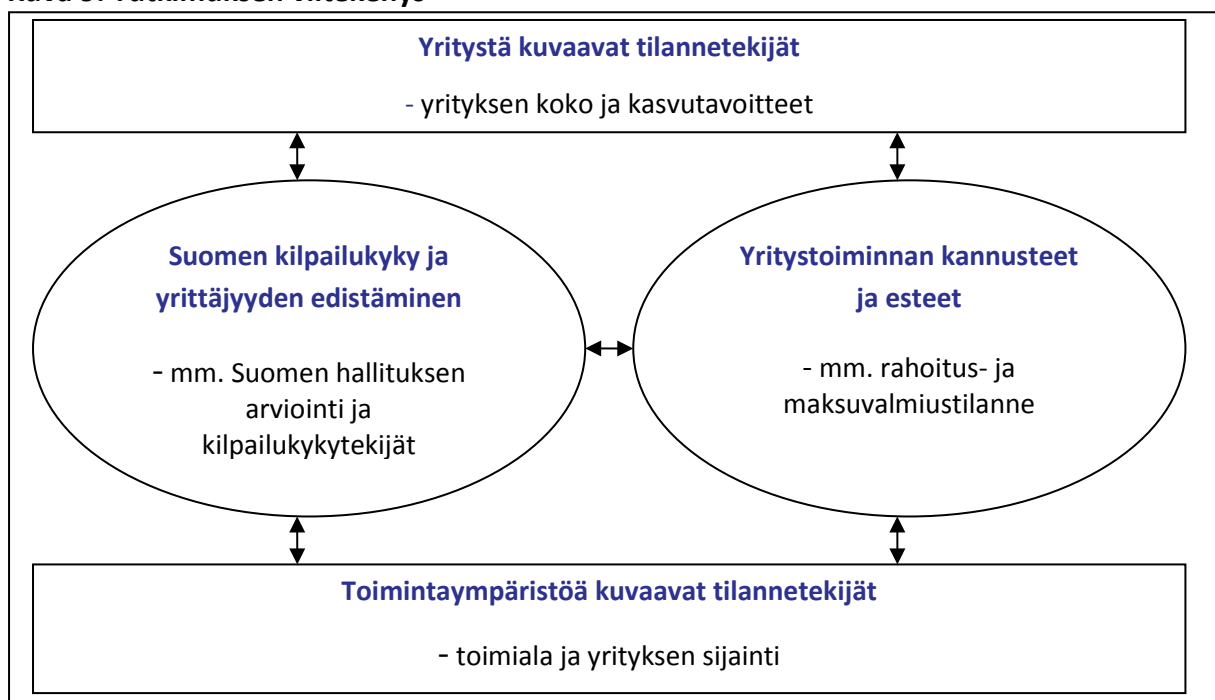 Yritystä kuvaavat tilannetekijät
- yrityksen koko ja kasvutavoitteet
Suomen kilpailukyky ja
yrittäjyyden edistäminen
- mm. Suomen hallituksen
arviointi ja
kilpailukykytekijät
Yritystoiminnan kannusteet
ja esteet
- mm. rahoitus- ja
maksuvalmiustilanne
Toimintaympäristöä kuvaavat tilannetekijät
- toimiala ja yrityksen sijainti